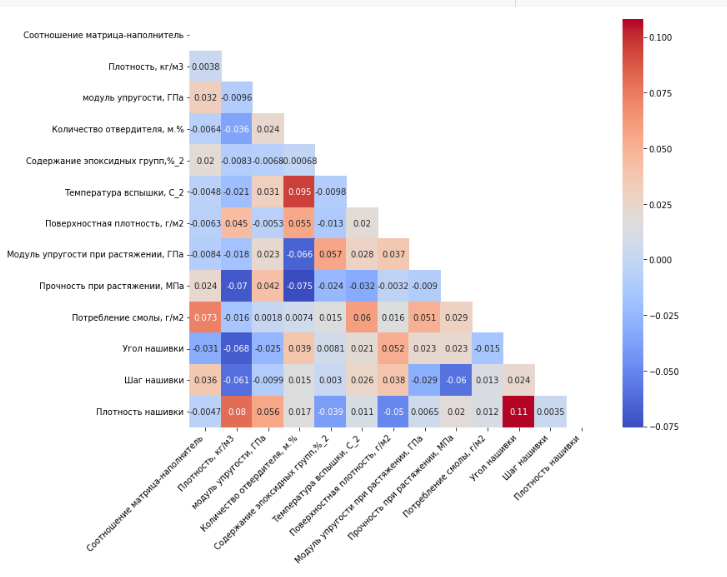 Соотношение матрица-наполнитель
Плотность, кг/м3 0.0038
модуль упругости, ГПа 0.032 -0.0096
Количество отвердителя, м.% -0.0064 -0.036 0.024
Содержание эпоксидных групп,%_2 0.02 -0.0083 -0.0068 0.00068
Температура вспышки, С_2 -0.0048 -0.021 0.031 0.095 -0.0098
Поверхностная плотность, г/м2 -0.0063 0.045 -0.0053 0.055 -0.013 0.02
Модуль упругости при растяжении, ГПа -0.0084 -0.018 0.023 -0.066 0.057 0.028 0.037
Прочность при растяжении, МПа 0.024 -0.07 0.042 -0.075 -0.024 -0.032 -0.0032 -0.009
Потребление смолы, г/м2 0.073 -0.016 0.0018 0.0074 0.015 0.06 0.016 0.051 0.029
Угол нашивки -0.031 -0.068 -0.025 0.039 0.0081 0.021 0.052 0.023 0.023 -0.015
Шаг нашивки 0.036 -0.061 -0.0099 0.015 0.003 0.026 0.038 -0.029 -0.06 0.013 0.024
Плотность нашивки -0.0047 0.08 0.056 0.017 -0.039 0.011 -0.05 0.0065 0.02 0.012 0.11 0.0035
Соотношение матрица-наполнитель
Плотность, кг/м3
модуль упругости, ГПа
Количество отвердителя, м.%
Содержание эпоксидных групп,%_2
Температура вспышки, С_2
Поверхностная плотность, г/м2
Модуль упругости при растяжении, ГПа
Прочность при растяжении, МПа
Потребление смолы, г/м2
Угол нашивки
Шаг нашивки
Плотность нашивки
0.100
0.075
0.050
0.025
0.000
-0.025
-0.050
-0.075